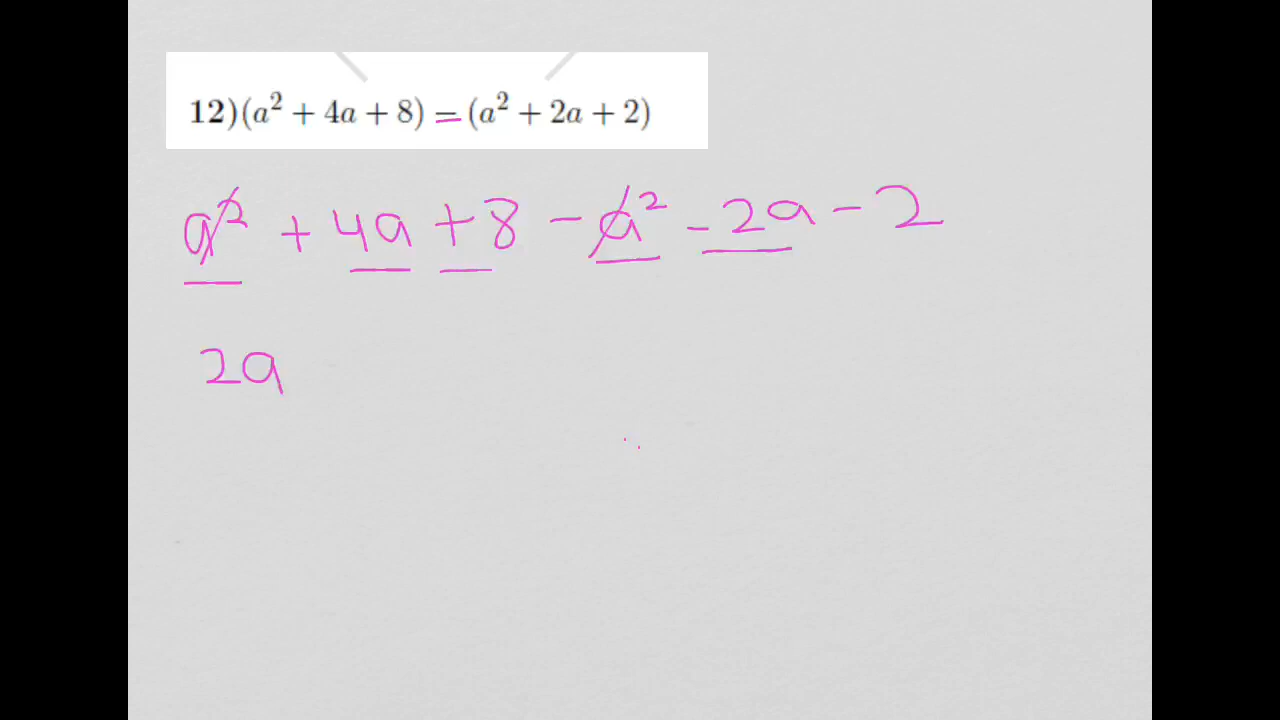 12)(a² + 4a + 8) − (a² + 2a + 2)
a² + 4a + 8 − a² − 2a − 2
2a